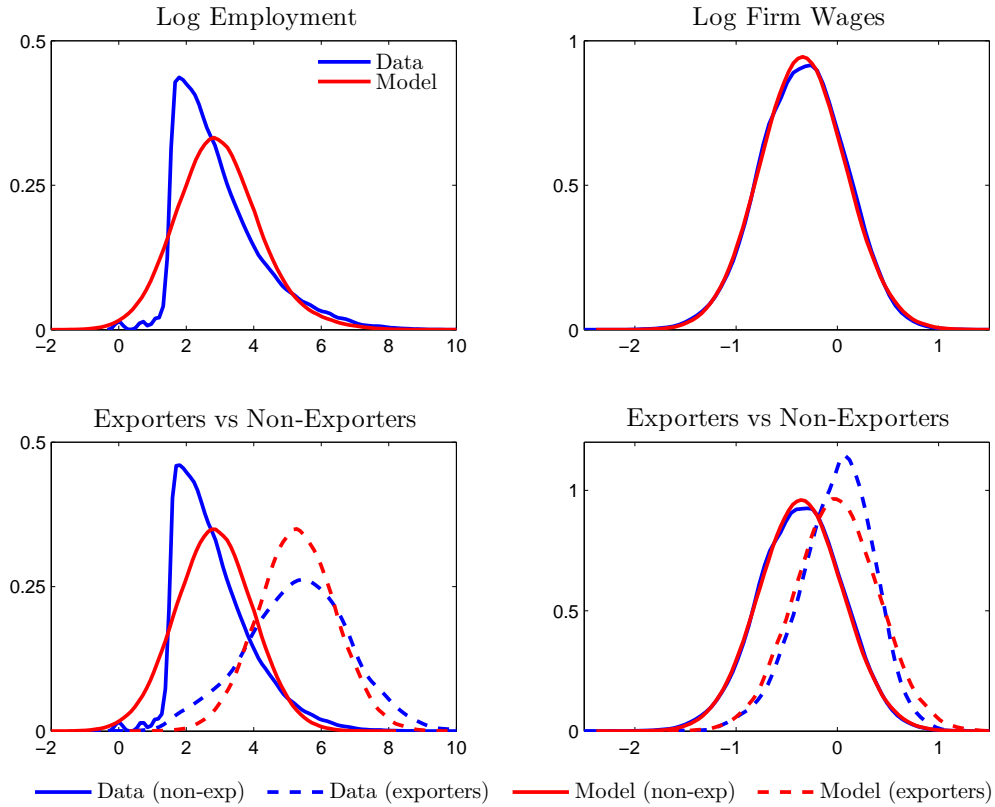 Log Employment
0.5
Data
Model
0.25
0
−2 0 2 4 6 8 10
Log Firm Wages
1
0.5
0
−2 −1 0 1
Exporters vs Non-Exporters
0.5
0.25
0
−2 0 2 4 6 8 10
Exporters vs Non-Exporters
1
0.5
0
−2 −1 0 1
Data (non-exp) Data (exporters) Model (non-exp) Model (exporters)